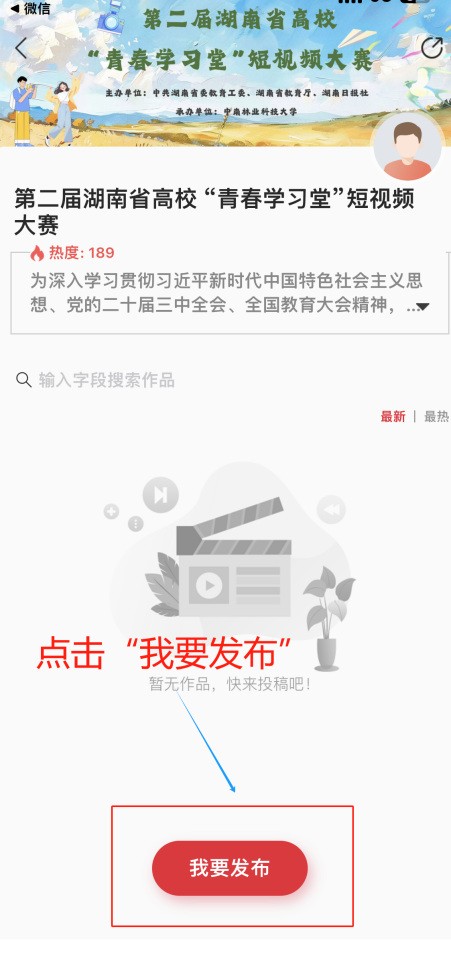 微信
第二届湖南省高校
“青春学习堂”短视频大赛
主办单位：中共湖南省委教育工委、湖南省教育厅、湖南日报社
承办单位：中南林业科技大学
第二届湖南省高校 “青春学习堂”短视频
大赛
热度: 189
为深入学习贯彻习近平新时代中国特色社会主义思
想、党的二十届三中全会、全国教育大会精神，...
输入字段搜索作品
最新 | 最热
点击“我要发布”
暂无作品，快来投稿吧！
我要发布